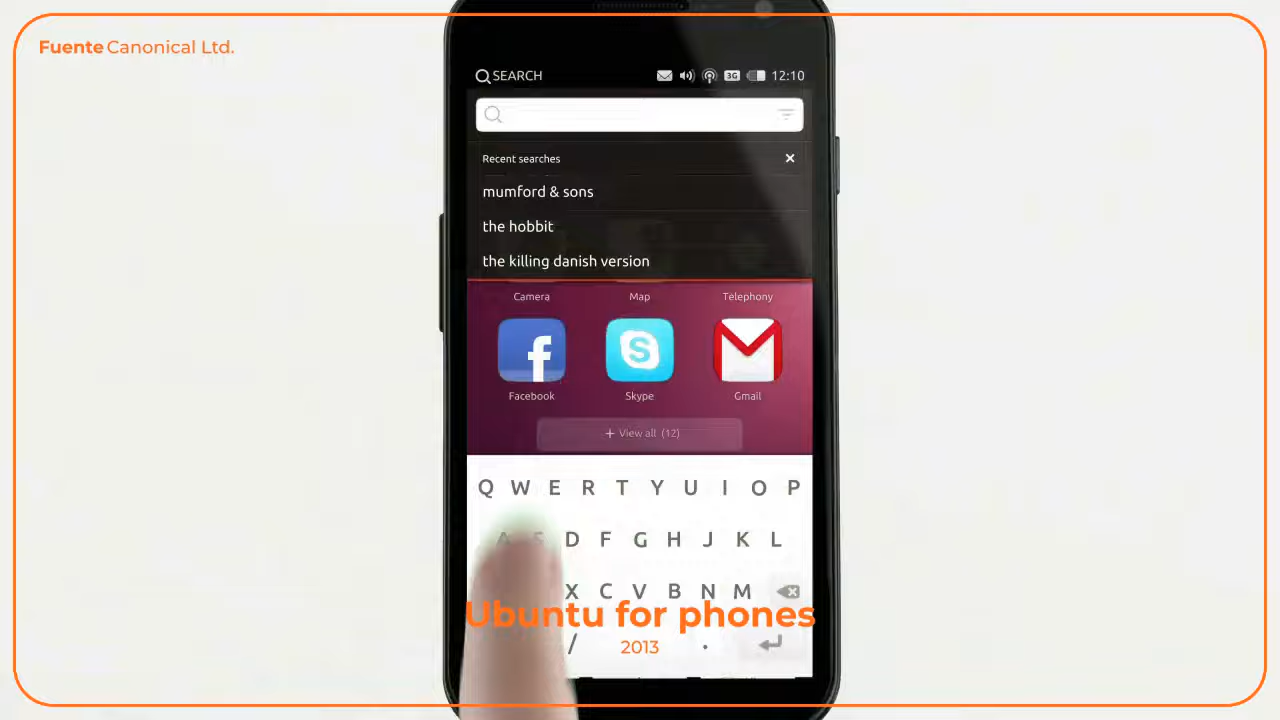 Fuente Canonical Ltd.
SEARCH 3G 12:10
Recent searches
mumford & sons
the hobbit
the killing danish version
Camera Map Telephony
Facebook Skype Gmail
+ View all (12)
Q W E R T Y U I O P
A S D F G H J K L
X C V B N M
Ubuntu for phones
/ 2013 .